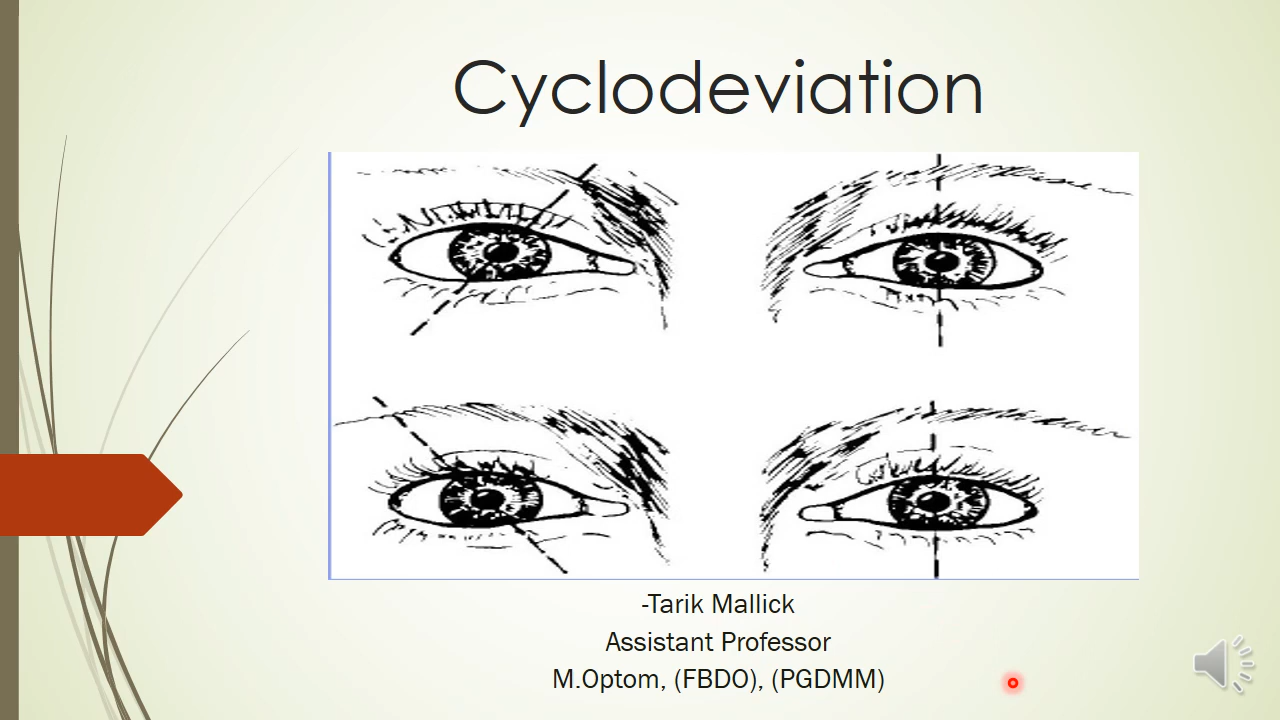 Cyclodeviation
-Tarik Mallick
Assistant Professor
M.Optom, (FBDO), (PGDMM)